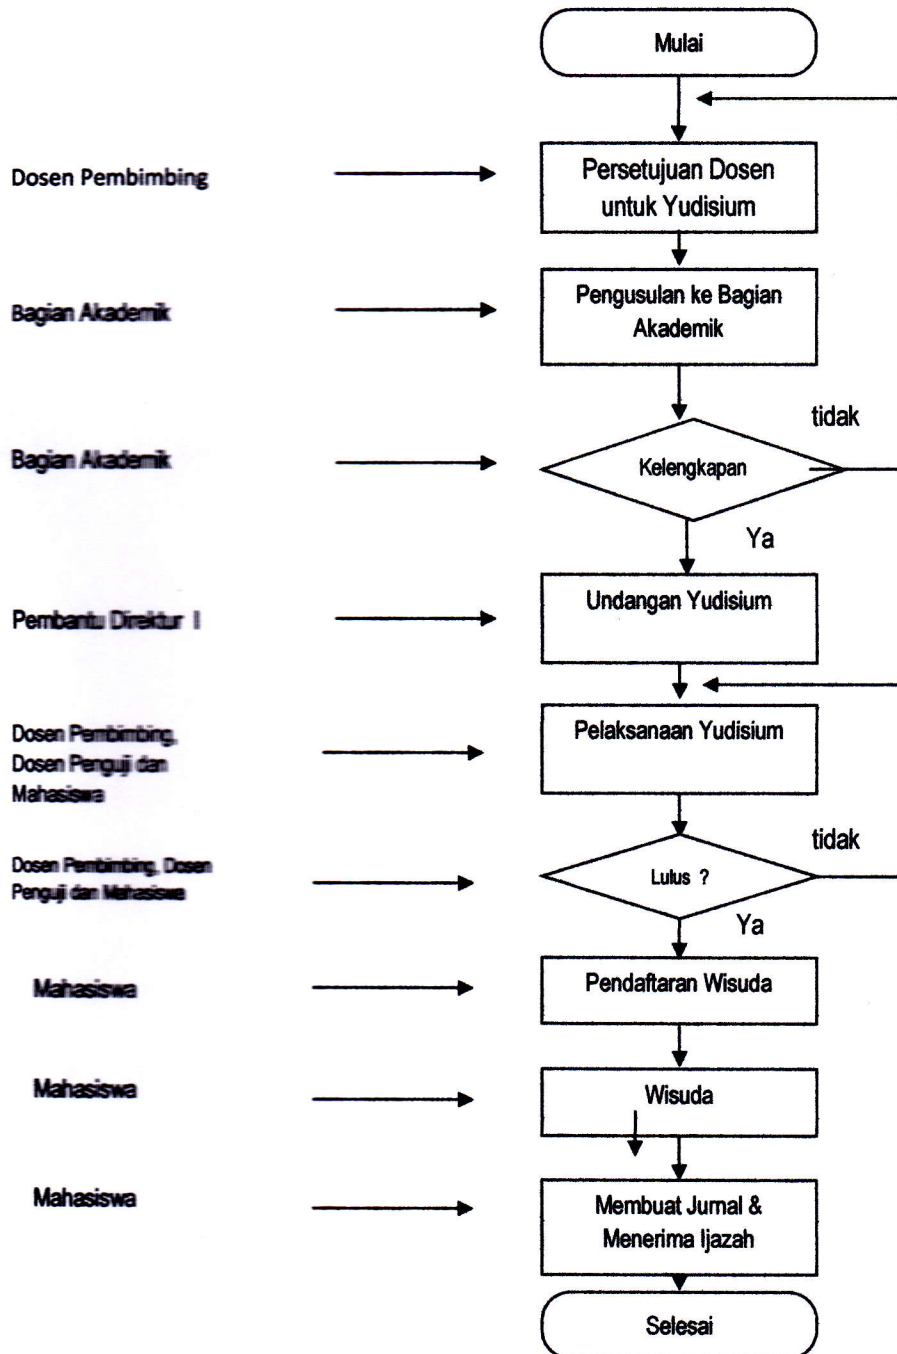 Mulai
Dosen Pembimbing
Persetujuan Dosen
untuk Yudisium
Bagian Akademik
Pengusulan ke Bagian
Akademik
tidak
Bagian Akademik
Kelengkapan
Ya
Pembantu Direktur I
Undangan Yudisium
Dosen Pembimbing,
Dosen Penguji dan
Mahasiswa
Pelaksanaan Yudisium
tidak
Dosen Pembimbing, Dosen
Penguji dan Mahasiswa
Lulus ?
Ya
Mahasiswa
Pendaftaran Wisuda
Mahasiswa
Wisuda
Mahasiswa
Membuat Jurnal &
Menerima Ijazah
Selesai